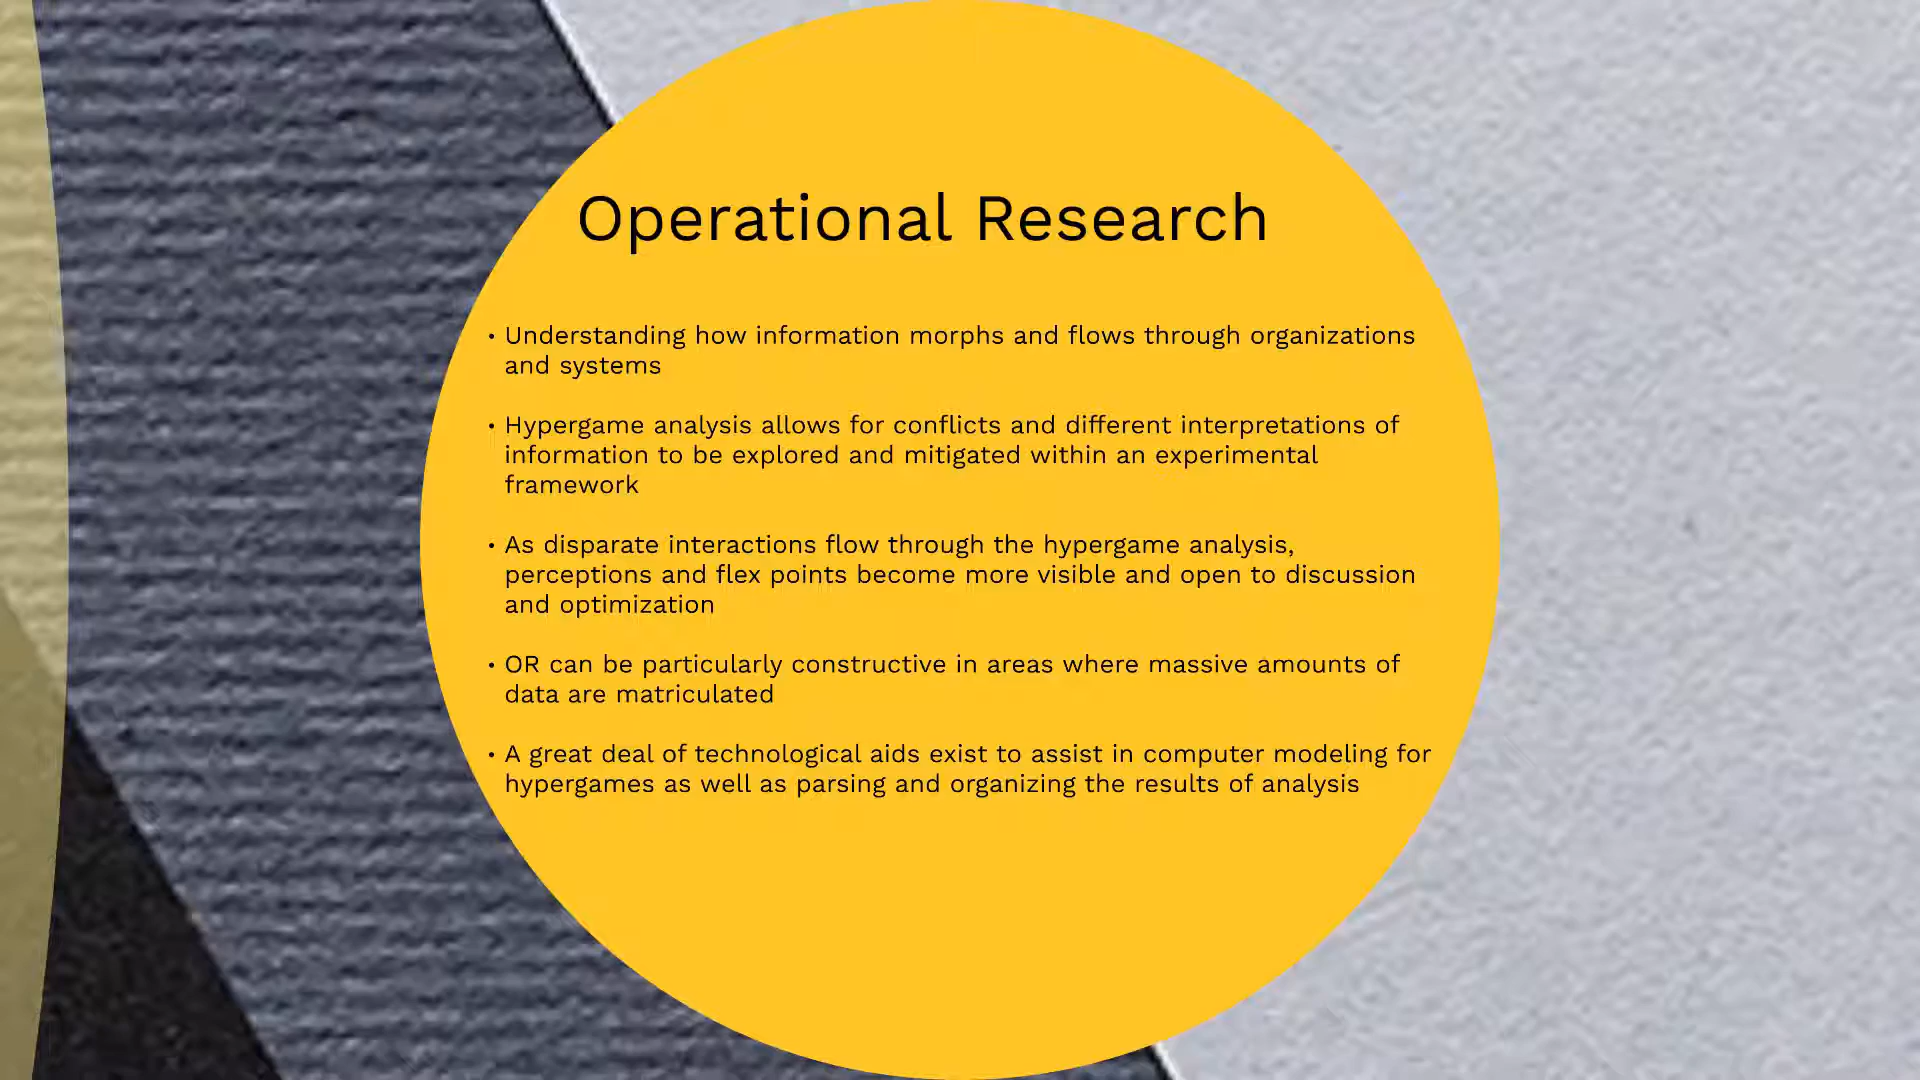 Operational Research
• Understanding how information morphs and flows through organizations
and systems
• Hypergame analysis allows for conflicts and different interpretations of
information to be explored and mitigated within an experimental
framework
• As disparate interactions flow through the hypergame analysis,
perceptions and flex points become more visible and open to discussion
and optimization
• OR can be particularly constructive in areas where massive amounts of
data are matriculated
• A great deal of technological aids exist to assist in computer modeling for
hypergames as well as parsing and organizing the results of analysis